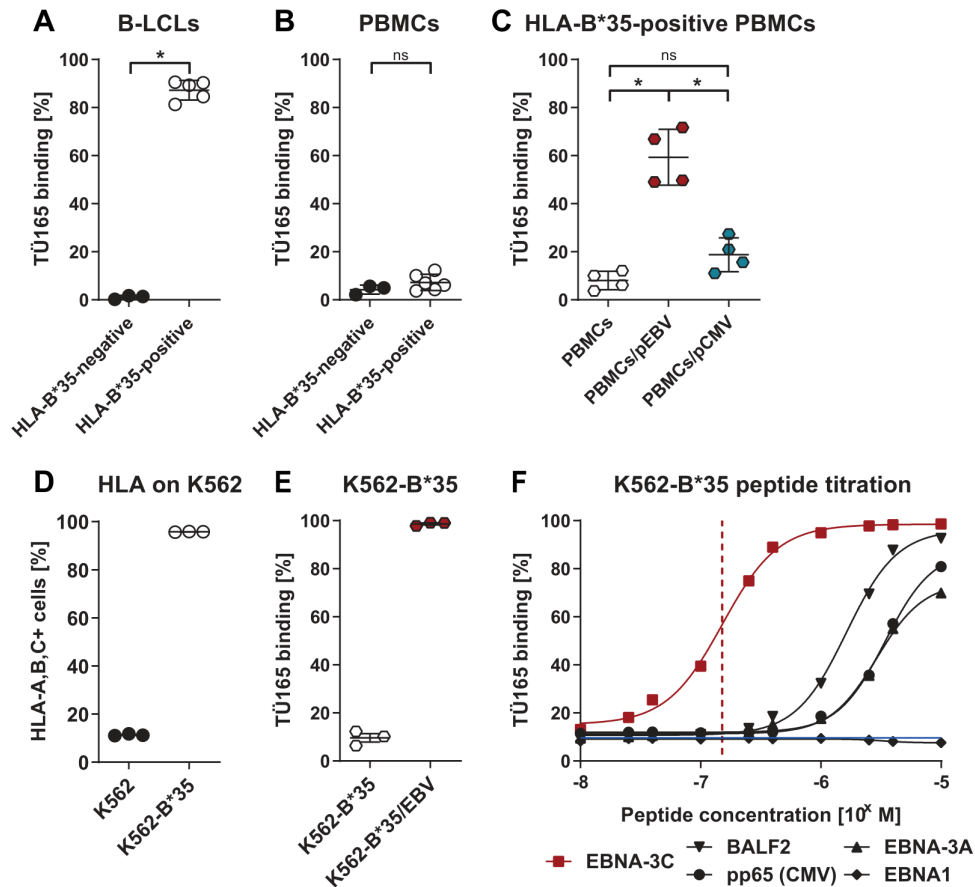 A B-LCLs
TÜ165 binding [%]
100
80
60
40
20
0
*
HLA-B*35-negative
HLA-B*35-positive
B PBMCs
TÜ165 binding [%]
100
80
60
40
20
0
ns
HLA-B*35-negative
HLA-B*35-positive
C HLA-B*35-positive PBMCs
TÜ165 binding [%]
100
80
60
40
20
0
ns
* *
PBMCs
PBMCs/pEBV
PBMCs/pCMV
D HLA on K562
HLA-A,B,C+ cells [%]
100
80
60
40
20
0
K562
K562-B*35
E K562-B*35
TÜ165 binding [%]
100
80
60
40
20
0
K562-B*35
K562-B*35/EBV
F K562-B*35 peptide titration
TÜ165 binding [%]
100
80
60
40
20
0
-8 -7 -6 -5
Peptide concentration [10^x M]
EBNA-3C
BALF2
pp65 (CMV)
EBNA-3A
EBNA1